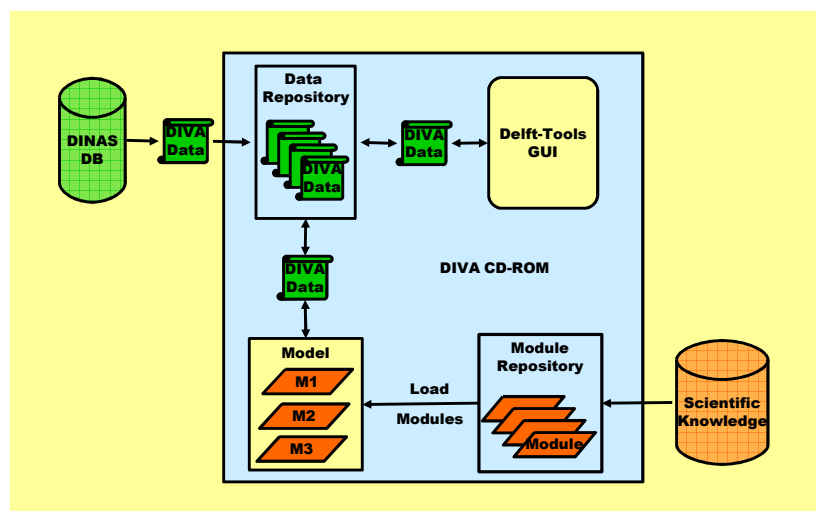 DINAS
DB
DIVA
Data
Data
Repository
DIVA
Data
DIVA
Data
Delft-Tools
GUI
DIVA
Data
DIVA CD-ROM
Model
M1
M2
M3
Load
Modules
Module
Repository
Module
Scientific
Knowledge